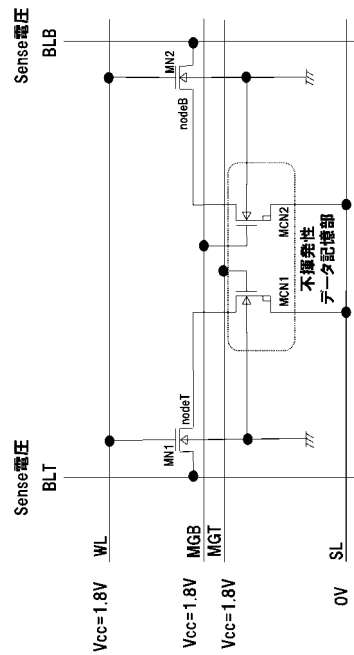 Sense電圧
BLT
Sense電圧
BLB
Vcc=1.8V
WL
MN1
MN2
nodeT
nodeB
Vcc=1.8V
MGB
MGT
Vcc=1.8V
MCN1
MCN2
不揮発性
データ記憶部
SL
0V